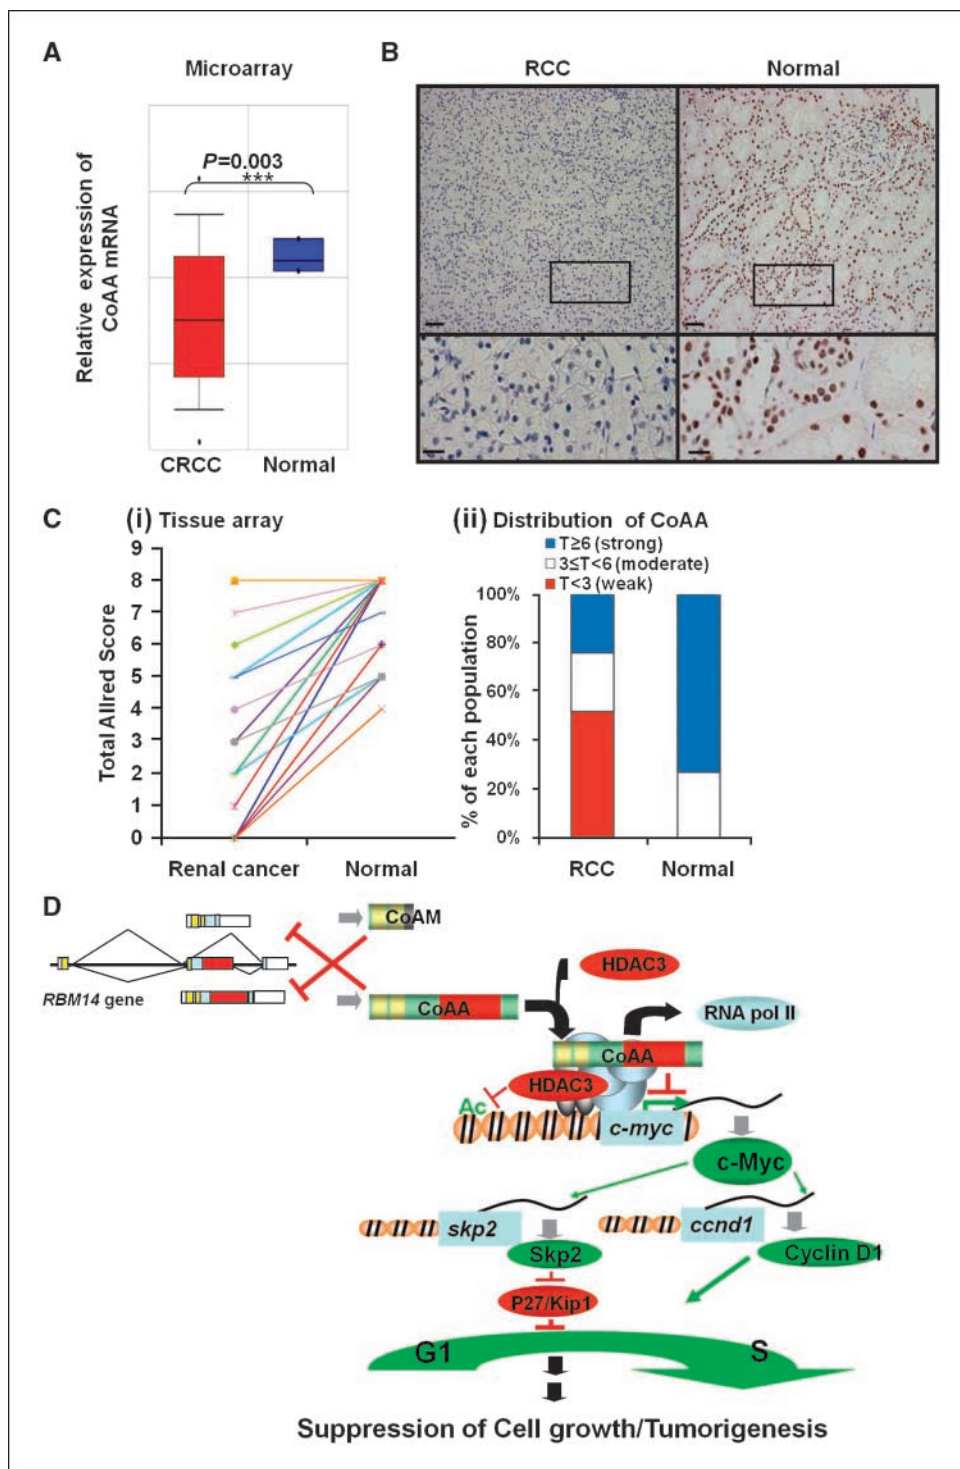 A
Microarray
P=0.003
***
Relative expression of
CoAA mRNA
CRCC
Normal
B
RCC
Normal
C
(i) Tissue array
9
8
7
6
5
4
3
2
1
0
Total Allred Score
Renal cancer
Normal
(ii) Distribution of CoAA
T≥6 (strong)
3≤T<6 (moderate)
T<3 (weak)
100%
80%
60%
40%
20%
0%
% of each population
RCC
Normal
D
CoAM
RBM14 gene
CoAA
HDAC3
RNA pol II
CoAA
HDAC3
Ac
c-myc
c-Myc
skp2
ccnd1
Skp2
Cyclin D1
P27/Kip1
G1
S
Suppression of Cell growth/Tumorigenesis